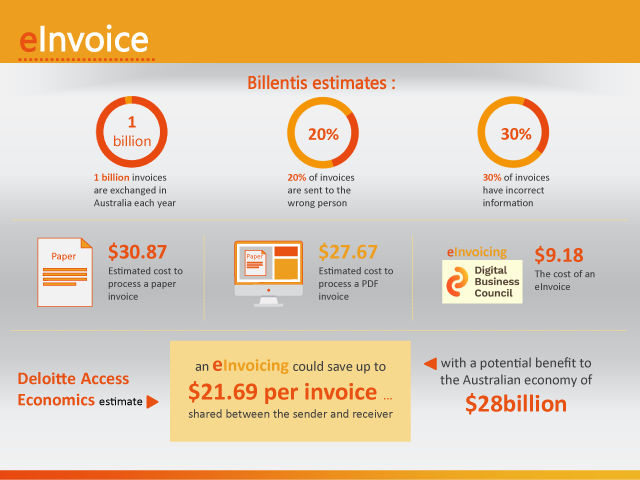 eInvoice
Billentis estimates :
1
billion
20%
30%
1 billion invoices
are exchanged in
Australia each year
20% of invoices
are sent to the
wrong person
30% of invoices
have incorrect
information
Paper
$30.87
Estimated cost to
process a paper
invoice
Paper
$27.67
Estimated cost to
process a PDF
invoice
eInvoicing
Digital
Business
Council
$9.18
The cost of an
eInvoice
Deloitte Access
Economics estimate
an eInvoicing could save up to
$21.69 per invoice ...
shared between the sender and receiver
with a potential benefit to
the Australian economy of
$28billion